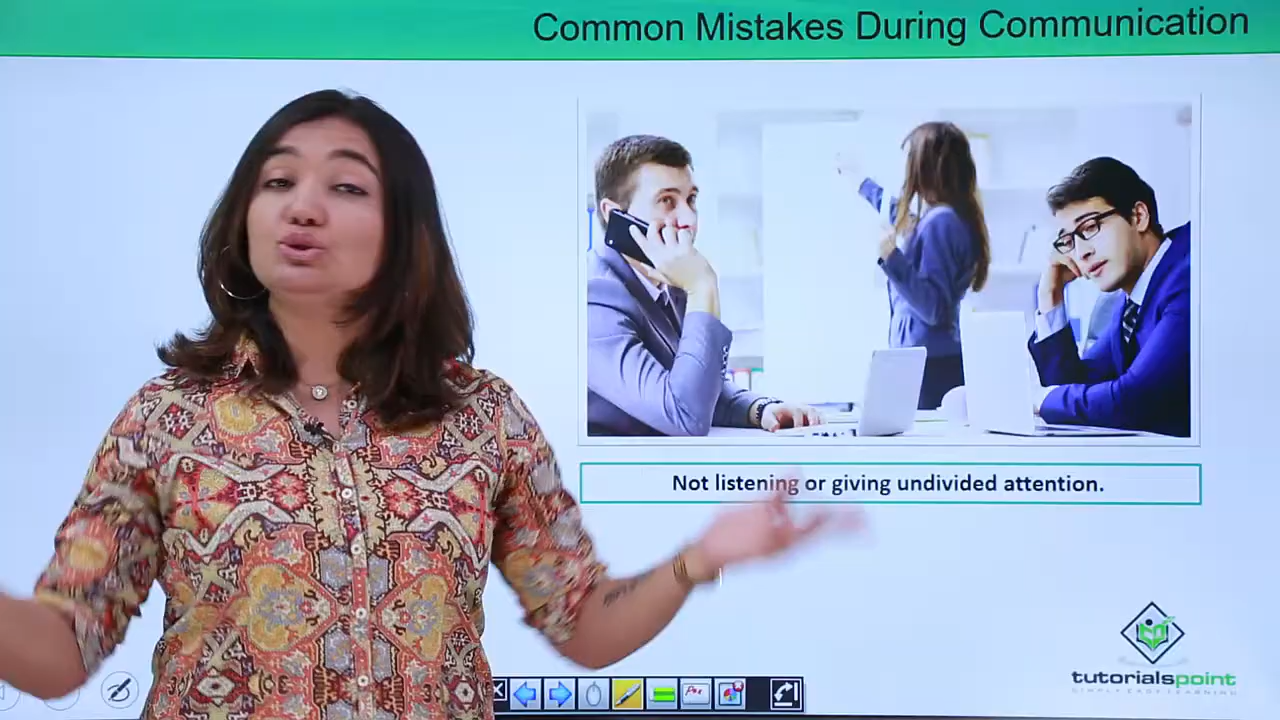 Common Mistakes During Communication
Not listening or giving undivided attention.
tutorialspoint
SIMPLY EASY LEARNING